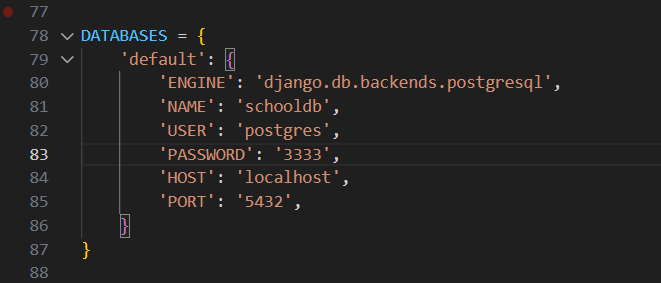 77
78 DATABASES = {
79 'default': {
80 'ENGINE': 'django.db.backends.postgresql',
81 'NAME': 'schooldb',
82 'USER': 'postgres',
83 'PASSWORD': '3333',
84 'HOST': 'localhost',
85 'PORT': '5432',
86 }
87 }
88